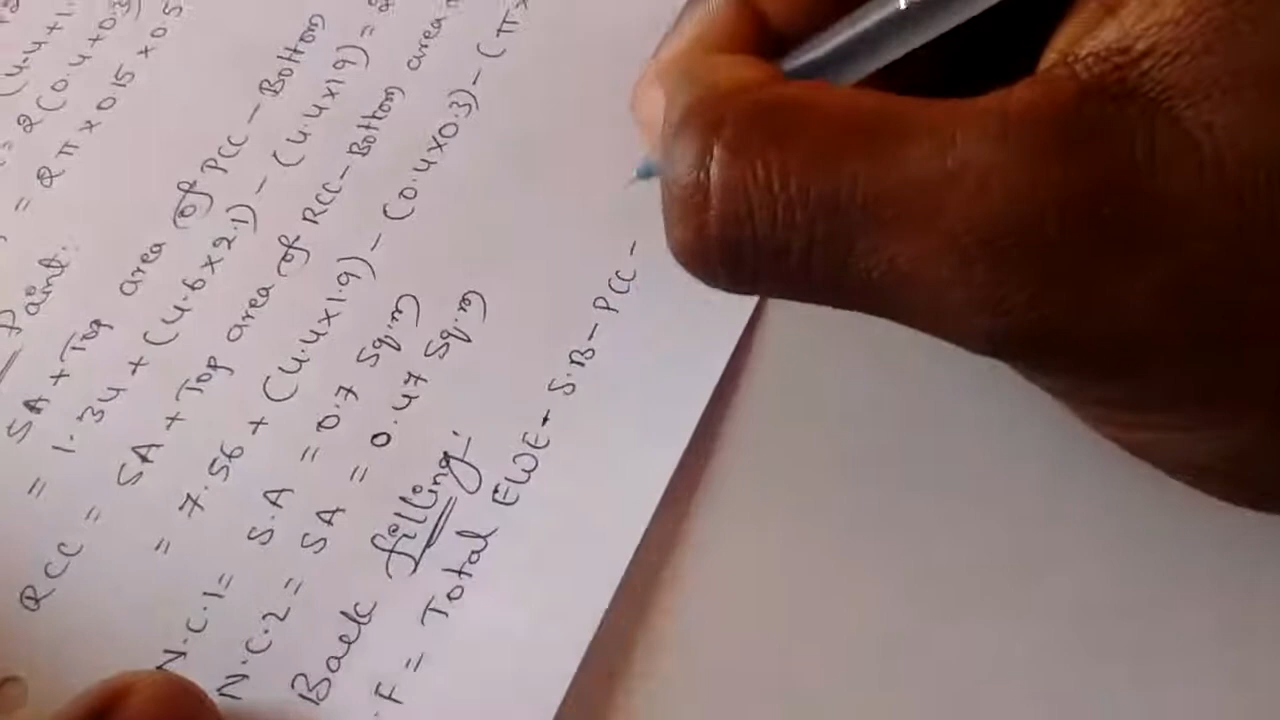 (4.4+1.
= 2(0.4+0.3
= 2π × 0.15 × 0.5
Paint:
SA + Top area of PCC - Bottom
= 1.34 + (4.6×2.1) - (4.4×1.9) =
RCC = SA + Top area of RCC - Bottom area
= 7.56 + (4.4×1.9) - (0.4×0.3) - (π×
N.C.1 = S.A = 0.7 Sq.m
N.C.2 = SA = 0.47 Sq.m
Back filling:
.F = Total EWE - S.B - PCC -